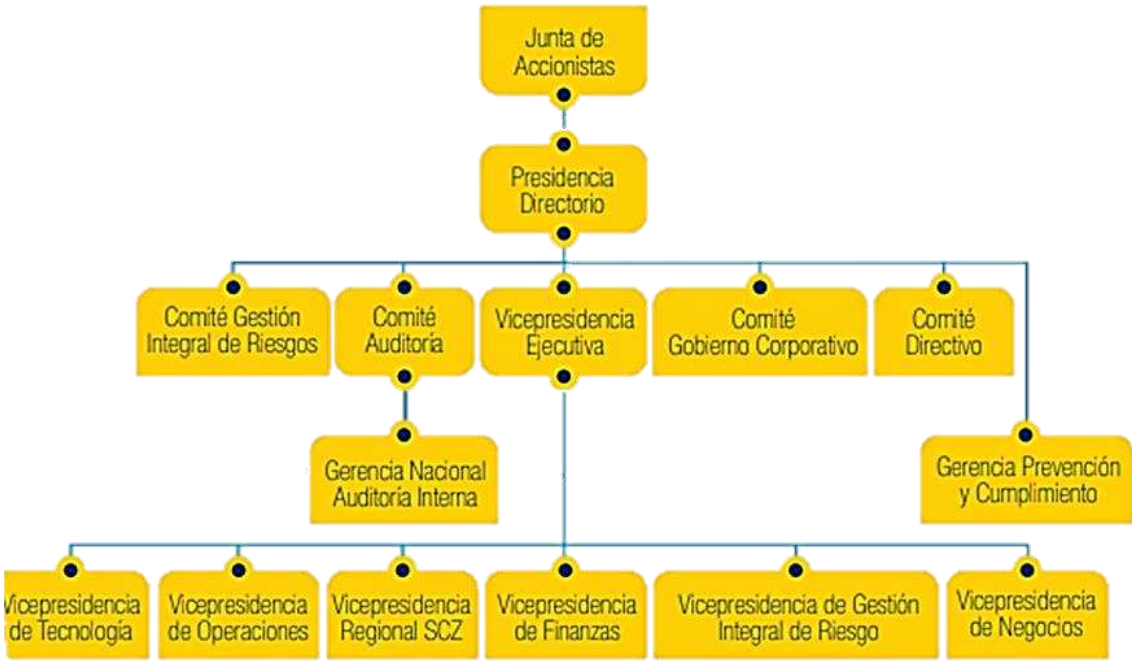 Junta de
Accionistas
Presidencia
Directorio
Comité Gestión
Integral de Riesgos
Comité
Auditoría
Vicepresidencia
Ejecutiva
Comité
Gobierno Corporativo
Comité
Directivo
Gerencia Nacional
Auditoría Interna
Gerencia Prevención
y Cumplimiento
Vicepresidencia
de Tecnología
Vicepresidencia
de Operaciones
Vicepresidencia
Regional SCZ
Vicepresidencia
de Finanzas
Vicepresidencia de Gestión
Integral de Riesgo
Vicepresidencia
de Negocios